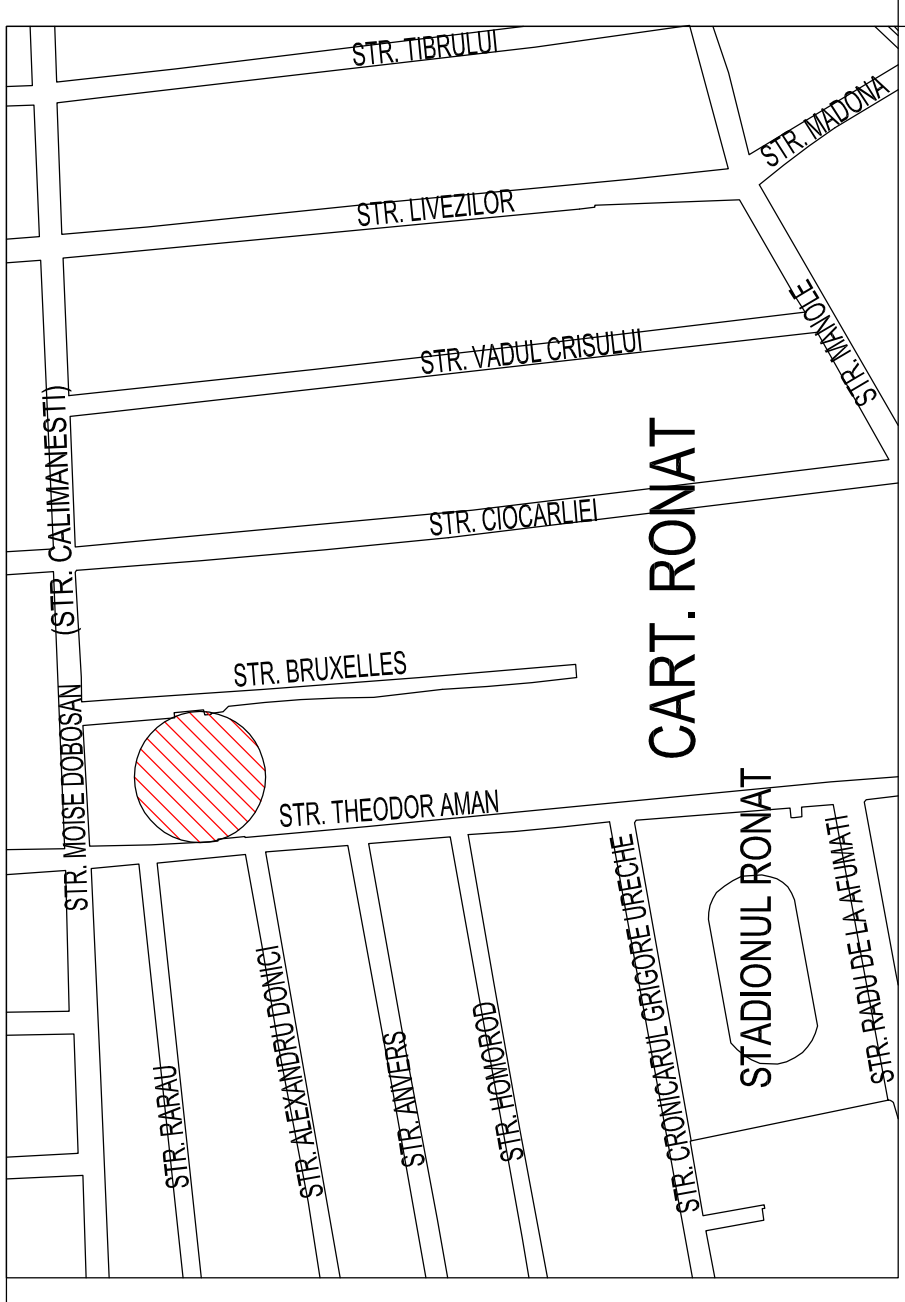 STR. TIBRULUI
STR. MADONA
STR. LIVEZILOR
STR. MANOLE
STR. VADUL CRISULUI
(STR. CALIMANESTI)
STR. CIOCARLIEI
CART. RONAT
STR. BRUXELLES
STR. MOISE DOBOSAN
STR. THEODOR AMAN
STADIONUL RONAT
STR. RARAU
STR. ALEXANDRU DONICI
STR. ANVERS
STR. HOMOROD
STR. CRONICARUL GRIGORE URECHE
STR. RADU DE LA AFUMATI